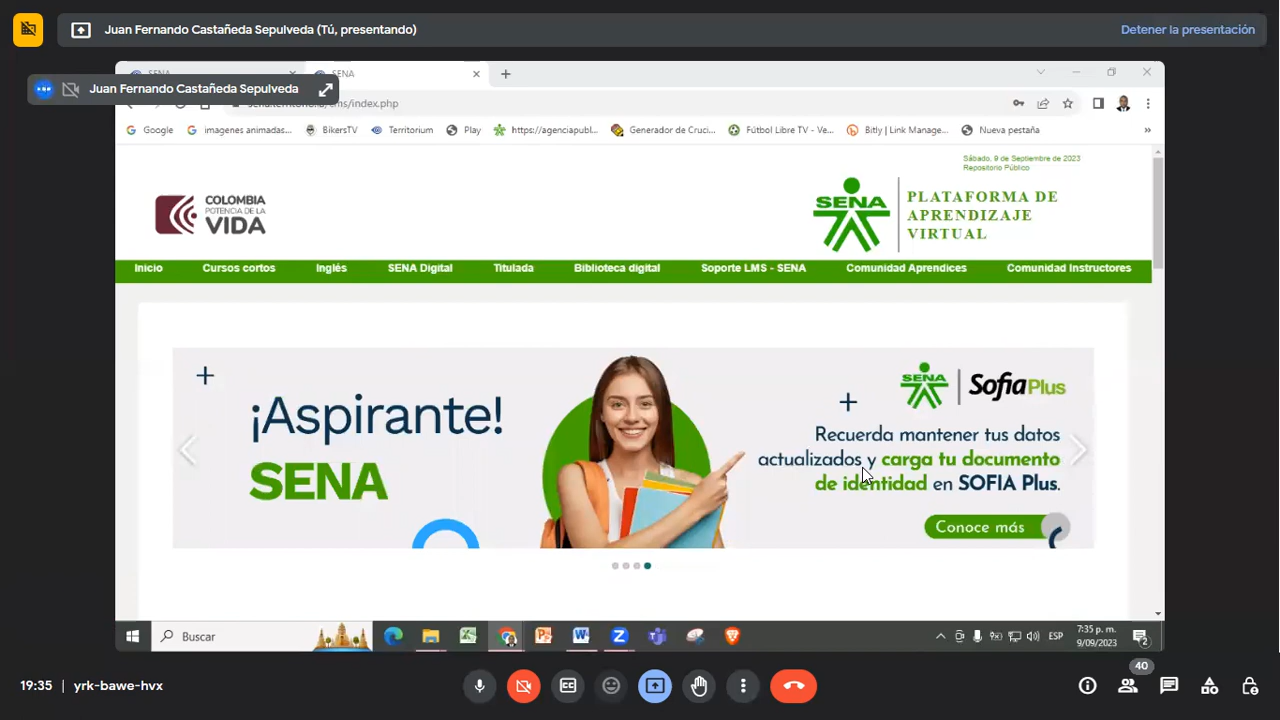 Juan Fernando Castañeda Sepulveda (Tú, presentando)
Detener la presentación
SENA
SENA
Juan Fernando Castañeda Sepulveda
/index.php
Google
imagenes animadas...
BikersTV
Territorium
Play
https://agenciapubl...
Generador de Cruci...
Fútbol Libre TV - Ve...
Bitly | Link Manage...
Nueva pestaña
»
Sábado, 9 de Septiembre de 2023
Repositorio Público
COLOMBIA
POTENCIA DE LA
VIDA
SENA
PLATAFORMA DE
APRENDIZAJE
VIRTUAL
Inicio
Cursos cortos
Inglés
SENA Digital
Titulada
Biblioteca digital
Soporte LMS - SENA
Comunidad Aprendices
Comunidad Instructores
¡Aspirante!
SENA
SENA
SofiaPlus
Recuerda mantener tus datos
actualizados y carga tu documento
de identidad en SOFIA Plus.
Conoce más
Buscar
ESP
7:35 p. m.
9/09/2023
2
19:35 | yrk-bawe-hvx
40